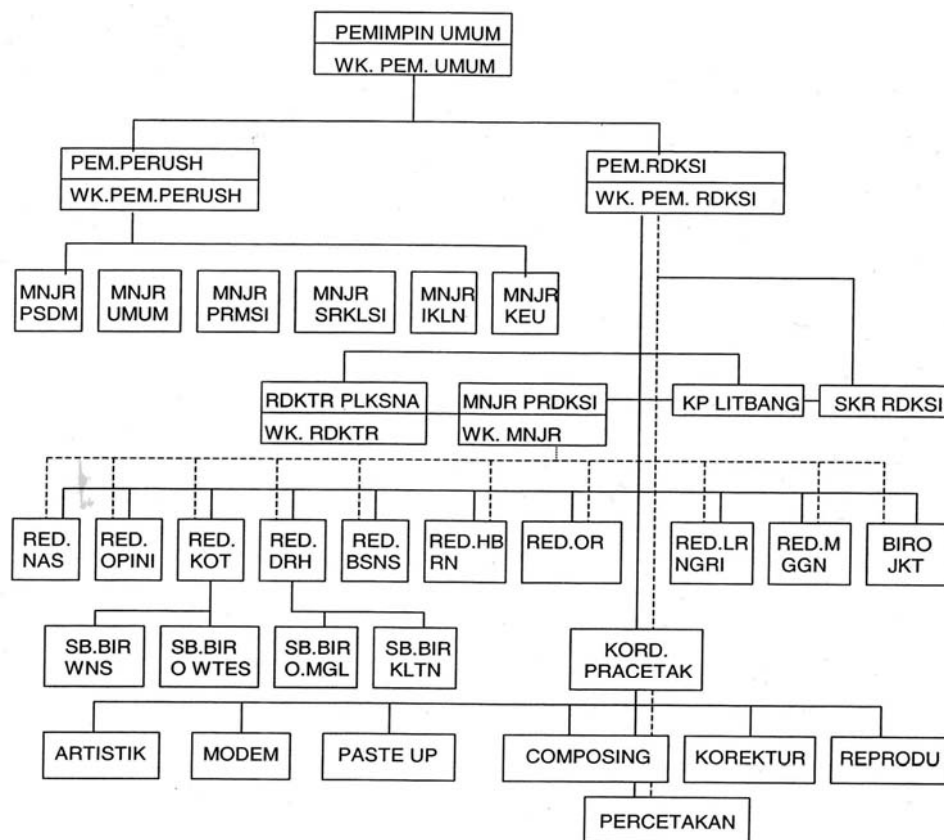 PEMIMPIN UMUM
WK. PEM. UMUM
PEM.PERUSH
WK.PEM.PERUSH
PEM.RDKSI
WK. PEM. RDKSI
MNJR
PSDM
MNJR
UMUM
MNJR
PRMSI
MNJR
SRKLSI
MNJR
IKLN
MNJR
KEU
RDKTR PLKSNA
WK. RDKTR
MNJR PRDKSI
WK. MNJR
KP LITBANG
SKR RDKSI
RED.
NAS
RED.
OPINI
RED.
KOT
RED.
DRH
RED.
BSNS
RED.HB
RN
RED.OR
RED.LR
NGRI
RED.M
GGN
BIRO
JKT
SB.BIR
WNS
SB.BIR
O WTES
SB.BIR
O.MGL
SB.BIR
KLTN
KORD.
PRACETAK
ARTISTIK
MODEM
PASTE UP
COMPOSING
KOREKTUR
REPRODU
PERCETAKAN